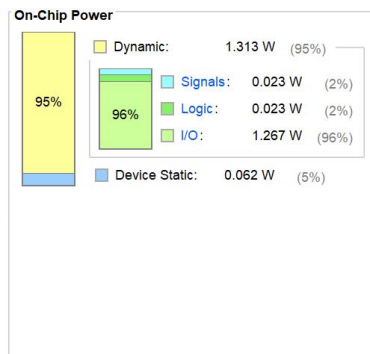 On-Chip Power
Dynamic: 1.313 W (95%)
95%
Signals: 0.023 W (2%)
96%
Logic: 0.023 W (2%)
I/O: 1.267 W (96%)
Device Static: 0.062 W (5%)